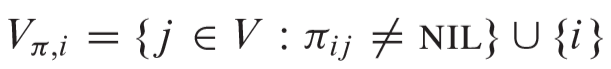 V_{π,i} = {j ∈ V : π_{ij} ≠ NIL} ∪ {i}